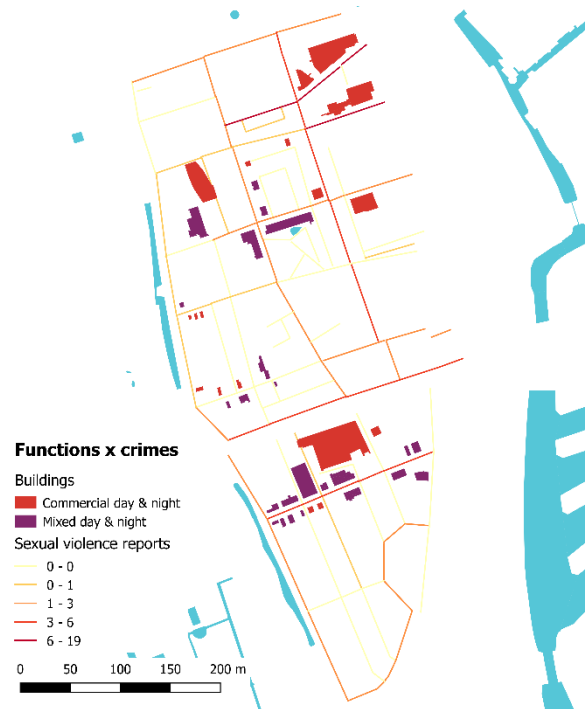 Functions x crimes
Buildings
Commercial day & night
Mixed day & night
Sexual violence reports
0 - 0
0 - 1
1 - 3
3 - 6
6 - 19
0 50 100 150 200 m